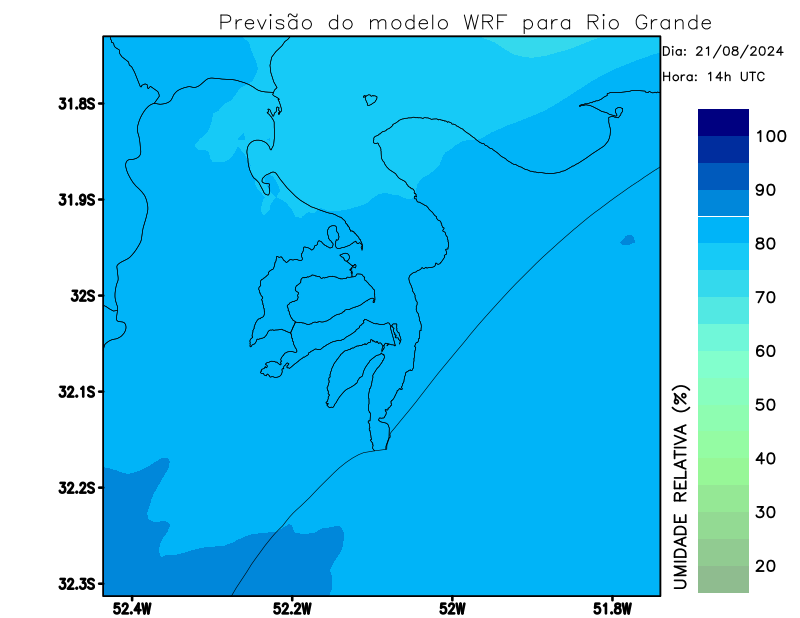 Previsão do modelo WRF para Rio Grande
Dia: 21/08/2024
Hora: 14h UTC
31.8S
31.9S
32S
32.1S
32.2S
32.3S
52.4W
52.2W
52W
51.8W
UMIDADE RELATIVA (%)
100
90
80
70
60
50
40
30
20